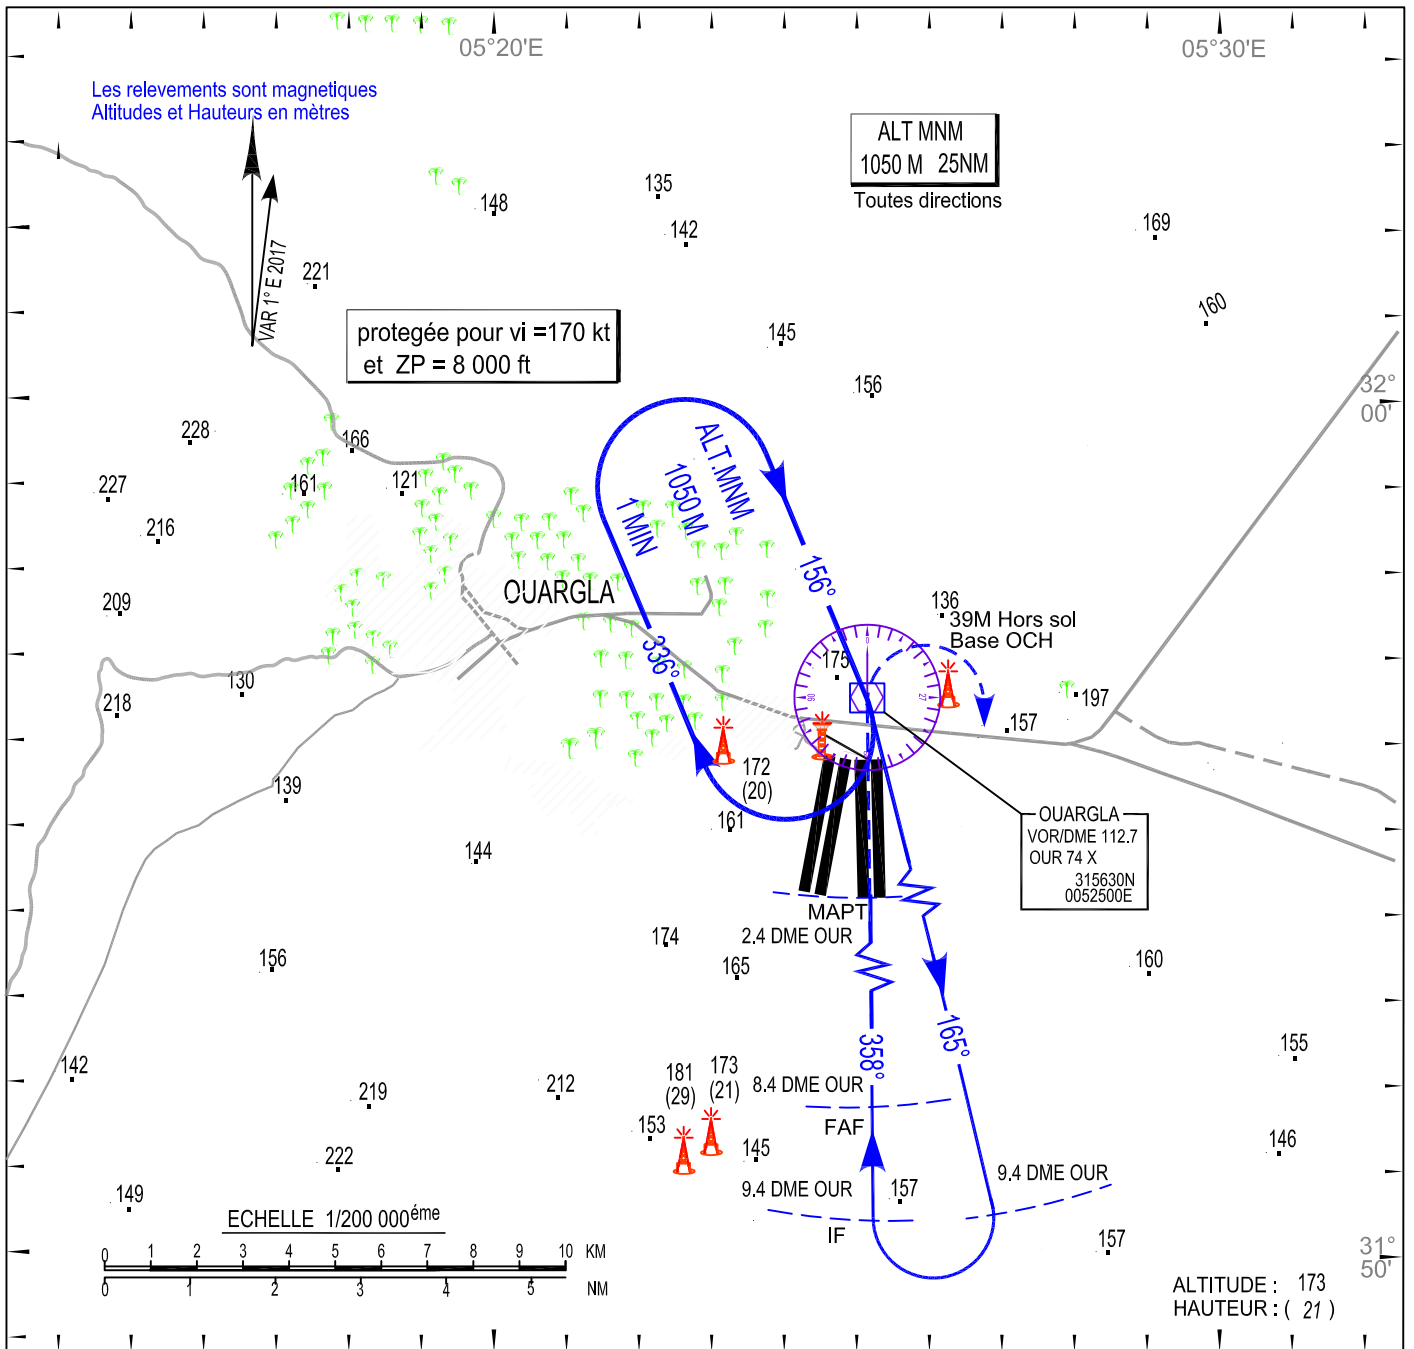 05°20'E
05°30'E
Les relevements sont magnetiques
Altitudes et Hauteurs en mètres
VAR 1° E 2017
ALT MNM
1050 M 25NM
Toutes directions
protegée pour vi =170 kt
et ZP = 8 000 ft
135
148
142
169
221
160
145
156
32°
00'
228
166
227
161
121
216
ALT.MNM
1050 M
1 MIN
156°
336°
OUARGLA
209
136
39M Hors sol
Base OCH
175
0
90
27
130
197
218
157
172
(20)
139
161
OUARGLA
VOR/DME 112.7
OUR 74 X
315630N
0052500E
144
MAPT
2.4 DME OUR
174
165
156
160
358°
165°
155
142
181
(29)
173
(21)
8.4 DME OUR
219
212
FAF
153
145
146
222
9.4 DME OUR
157
9.4 DME OUR
149
IF
157
31°
50'
ECHELLE 1/200 000éme
0 1 2 3 4 5 6 7 8 9 10 KM
0 1 2 3 4 5 NM
ALTITUDE : 173
HAUTEUR : ( 21 )